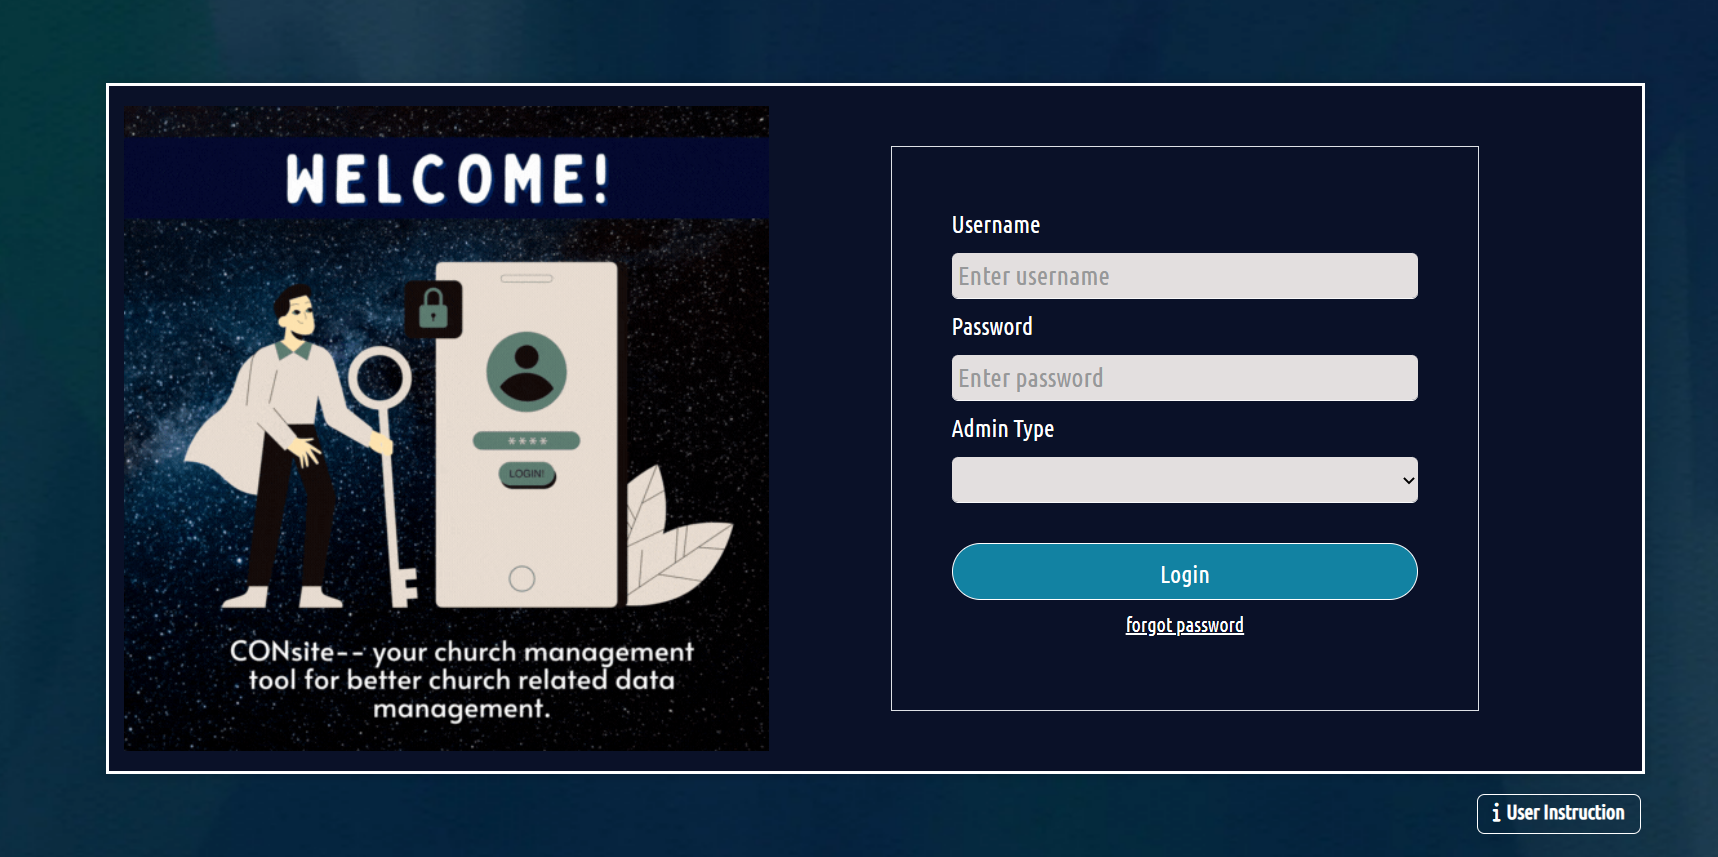 WELCOME!
****
LOGIN!
CONsite-- your church management
tool for better church related data
management.
Username
Enter username
Password
Enter password
Admin Type
Login
forgot password
i User Instruction